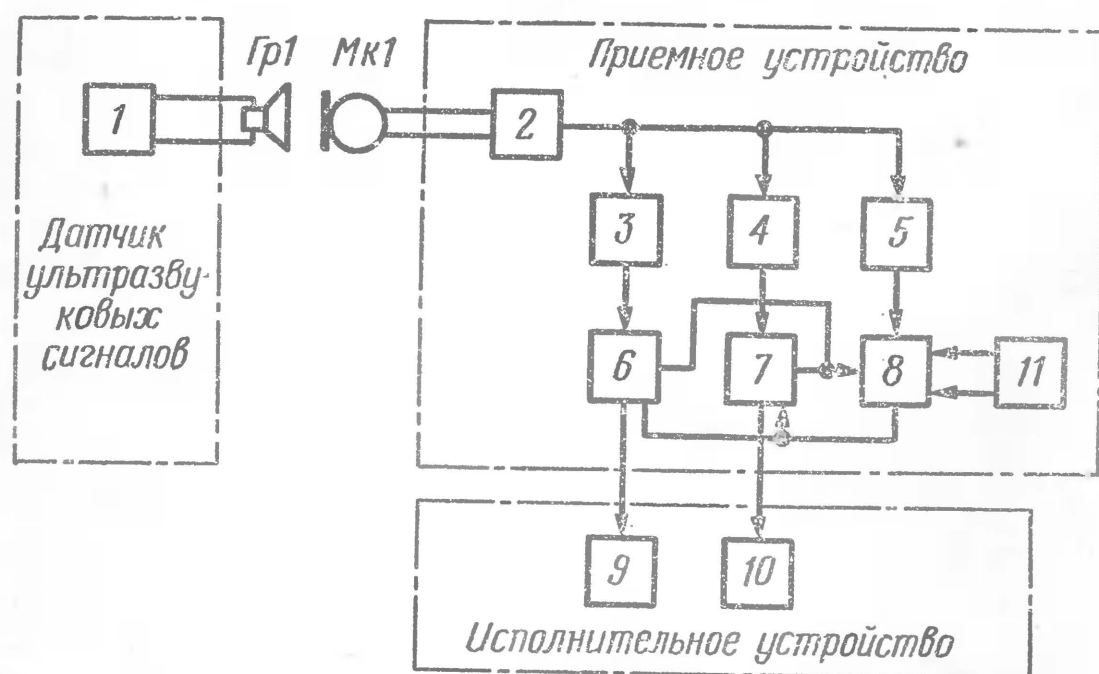 Гр1 Мк1
Приемное устройство
1
2
Датчик
ультразву-
ковых
сигналов
3 4 5
6 7 8 11
9 10
Исполнительное устройство